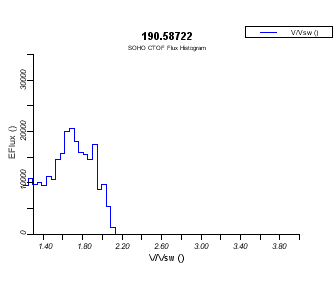 190.58722
V/Vsw ()
SOHO CTOF Flux Histogram
30000
20000
10000
0
EFlux ()
1.40 1.80 2.20 2.60 3.00 3.40 3.80
V/Vsw ()